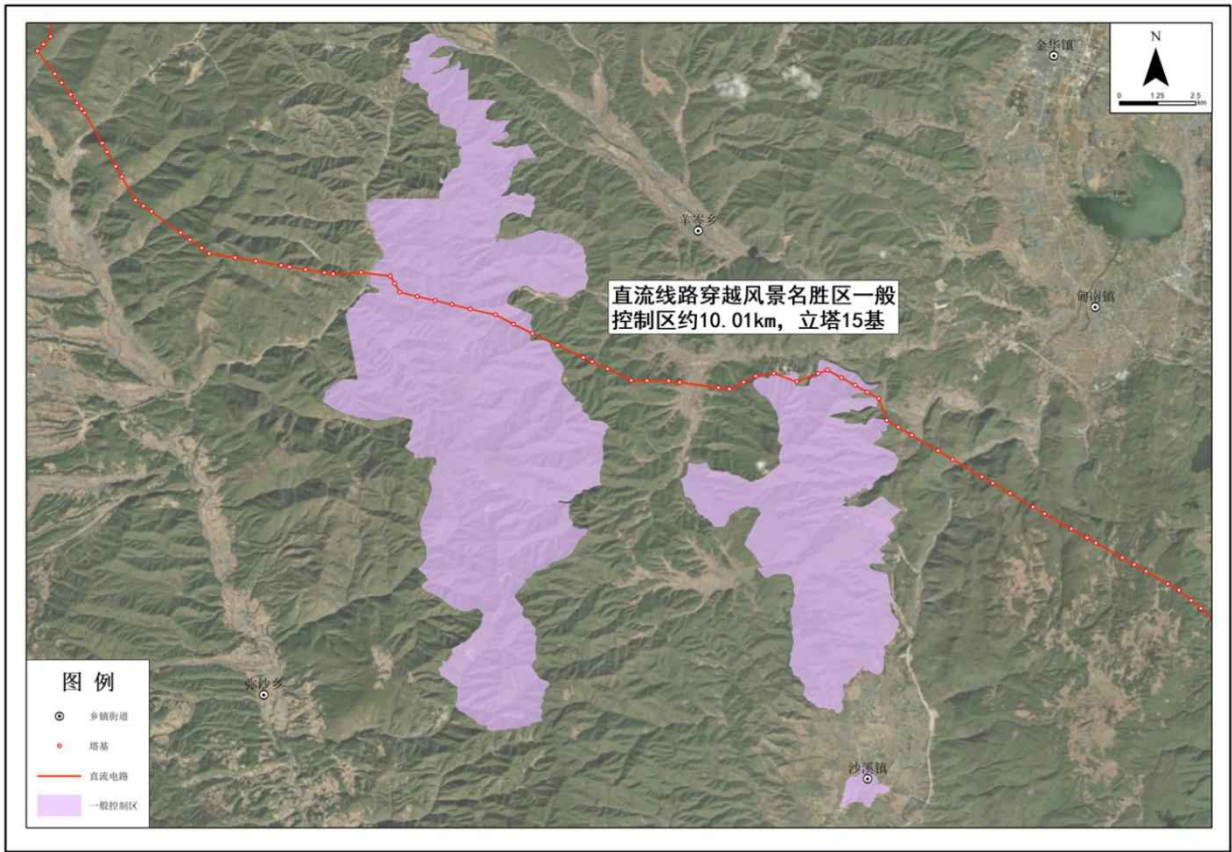 金华镇
N
0 1.25 2.5
km
羊岑乡
直流线路穿越风景名胜区一般
控制区约10.01km，立塔15基
甸南镇
弥沙乡
沙溪镇
图 例
乡镇街道
塔基
直流电路
一般控制区